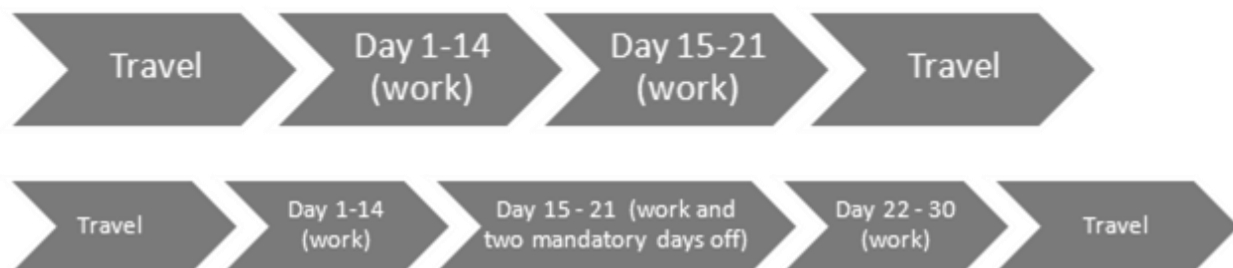 Travel
Day 1-14
(work)
Day 15-21
(work)
Travel
Travel
Day 1-14
(work)
Day 15 - 21 (work and
two mandatory days off)
Day 22 - 30
(work)
Travel